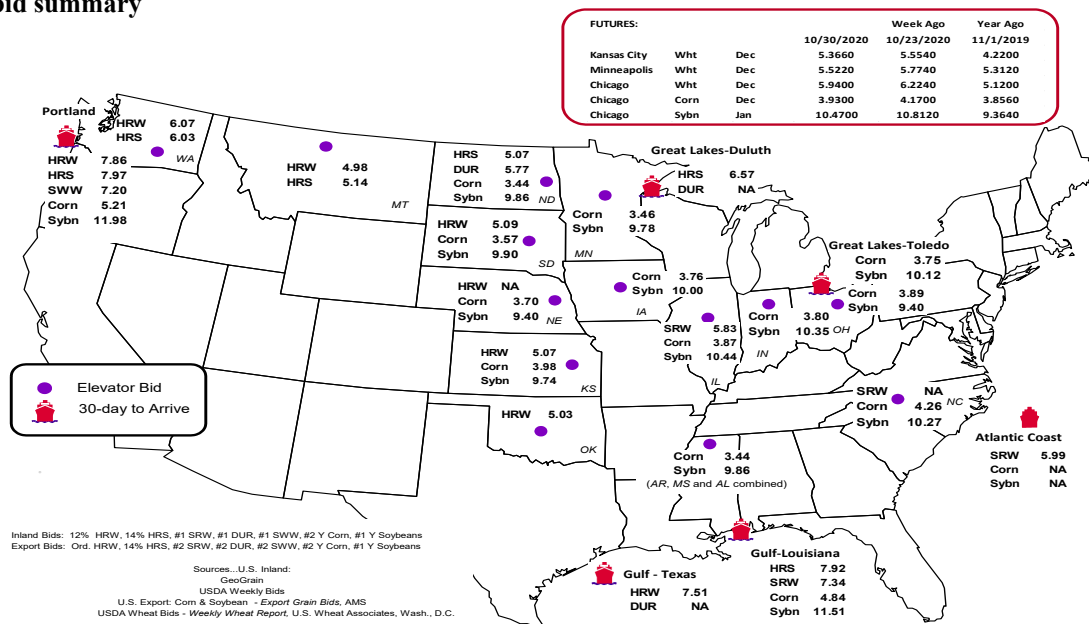 bid summary
FUTURES: Week Ago Year Ago
10/30/2020 10/23/2020 11/1/2019
Kansas City Wht Dec 5.3660 5.5540 4.2200
Minneapolis Wht Dec 5.5220 5.7740 5.3120
Chicago Wht Dec 5.9400 6.2240 5.1200
Chicago Corn Dec 3.9300 4.1700 3.8560
Chicago Sybn Jan 10.4700 10.8120 9.3640
Portland
HRW 7.86
HRS 7.97
SWW 7.20
Corn 5.21
Sybn 11.98
HRW 6.07
HRS 6.03
WA
HRW 4.98
HRS 5.14
MT
HRS 5.07
DUR 5.77
Corn 3.44
Sybn 9.86
ND
HRW 5.09
Corn 3.57
Sybn 9.90
SD
HRW NA
Corn 3.70
Sybn 9.40
NE
HRW 5.07
Corn 3.98
Sybn 9.74
KS
HRW 5.03
OK
Corn 3.46
Sybn 9.78
MN
Great Lakes-Duluth
HRS 6.57
DUR NA
Corn 3.76
Sybn 10.00
IA
SRW 5.83
Corn 3.87
Sybn 10.44
IL
Corn 3.80
Sybn 10.35
IN
Great Lakes-Toledo
Corn 3.75
Sybn 10.12
Corn 3.89
Sybn 9.40
OH
SRW NA
Corn 4.26
Sybn 10.27
NC
Atlantic Coast
SRW 5.99
Corn NA
Sybn NA
Corn 3.44
Sybn 9.86
(AR, MS and AL combined)
Elevator Bid
30-day to Arrive
Gulf - Texas
HRW 7.51
DUR NA
Gulf-Louisiana
HRS 7.92
SRW 7.34
Corn 4.84
Sybn 11.51
Inland Bids: 12% HRW, 14% HRS, #1 SRW, #1 DUR, #1 SWW, #2 Y Corn, #1 Y Soybeans
Export Bids: Ord. HRW, 14% HRS, #2 SRW, #2 DUR, #2 SWW, #2 Y Corn, #1 Y Soybeans
Sources...U.S. Inland:
GeoGrain
USDA Weekly Bids
U.S. Export: Corn & Soybean - Export Grain Bids, AMS
USDA Wheat Bids - Weekly Wheat Report, U.S. Wheat Associates, Wash., D.C.